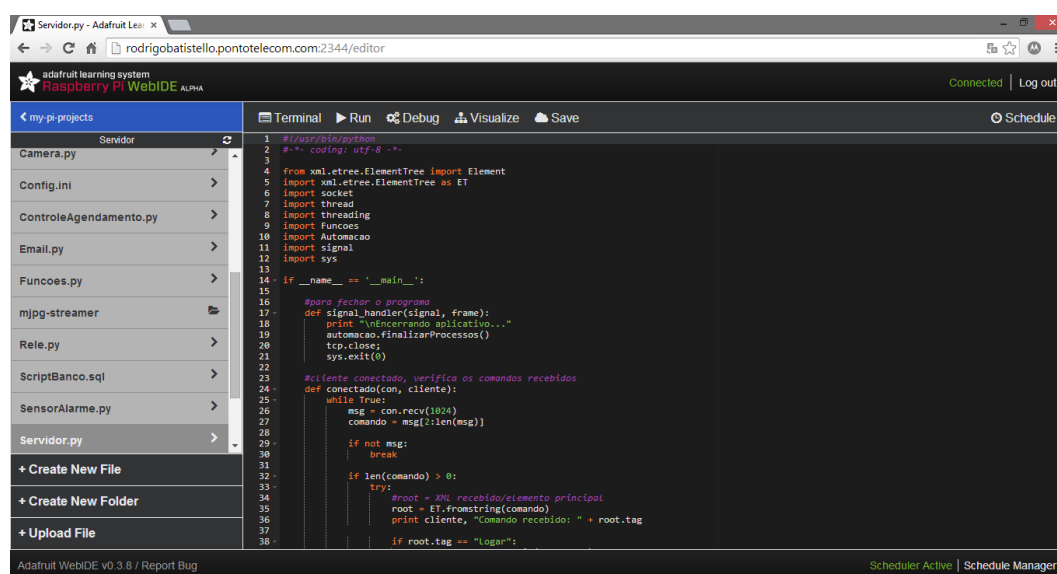 Servidor.py - Adafruit Lear ×
rodrigobatistello.pontotelecom.com:2344/editor
adafruit learning system
Raspberry Pi WebIDE ALPHA
Connected | Log out
my-pi-projects
Terminal Run Debug Visualize Save Schedule
Servidor
Camera.py
Config.ini
ControleAgendamento.py
Email.py
Funcoes.py
mjpg-streamer
Rele.py
ScriptBanco.sql
SensorAlarme.py
Servidor.py
+ Create New File
+ Create New Folder
+ Upload File
1 #!/usr/bin/python
2 #-*- coding: utf-8 -*-
3
4 from xml.etree.ElementTree import Element
5 import xml.etree.ElementTree as ET
6 import socket
7 import thread
8 import threading
9 import Funcoes
10 import Automacao
11 import signal
12 import sys
13
14 if __name__ == '__main__':
15
16 #para fechar o programa
17 def signal_handler(signal, frame):
18 print "\nEncerrando aplicativo..."
19 automacao.finalizarProcessos()
20 tcp.close;
21 sys.exit(0)
22
23 #cliente conectado, verifica os comandos recebidos
24 def conectado(con, cliente):
25 while True:
26 msg = con.recv(1024)
27 comando = msg[2:len(msg)]
28
29 if not msg:
30 break
31
32 if len(comando) > 0:
33 try:
34 #root = XML recebido/elemento principal
35 root = ET.fromstring(comando)
36 print cliente, "Comando recebido: " + root.tag
37
38 if root.tag == "Logar":
Adafruit WebIDE v0.3.8 / Report Bug
Scheduler Active | Schedule Manager